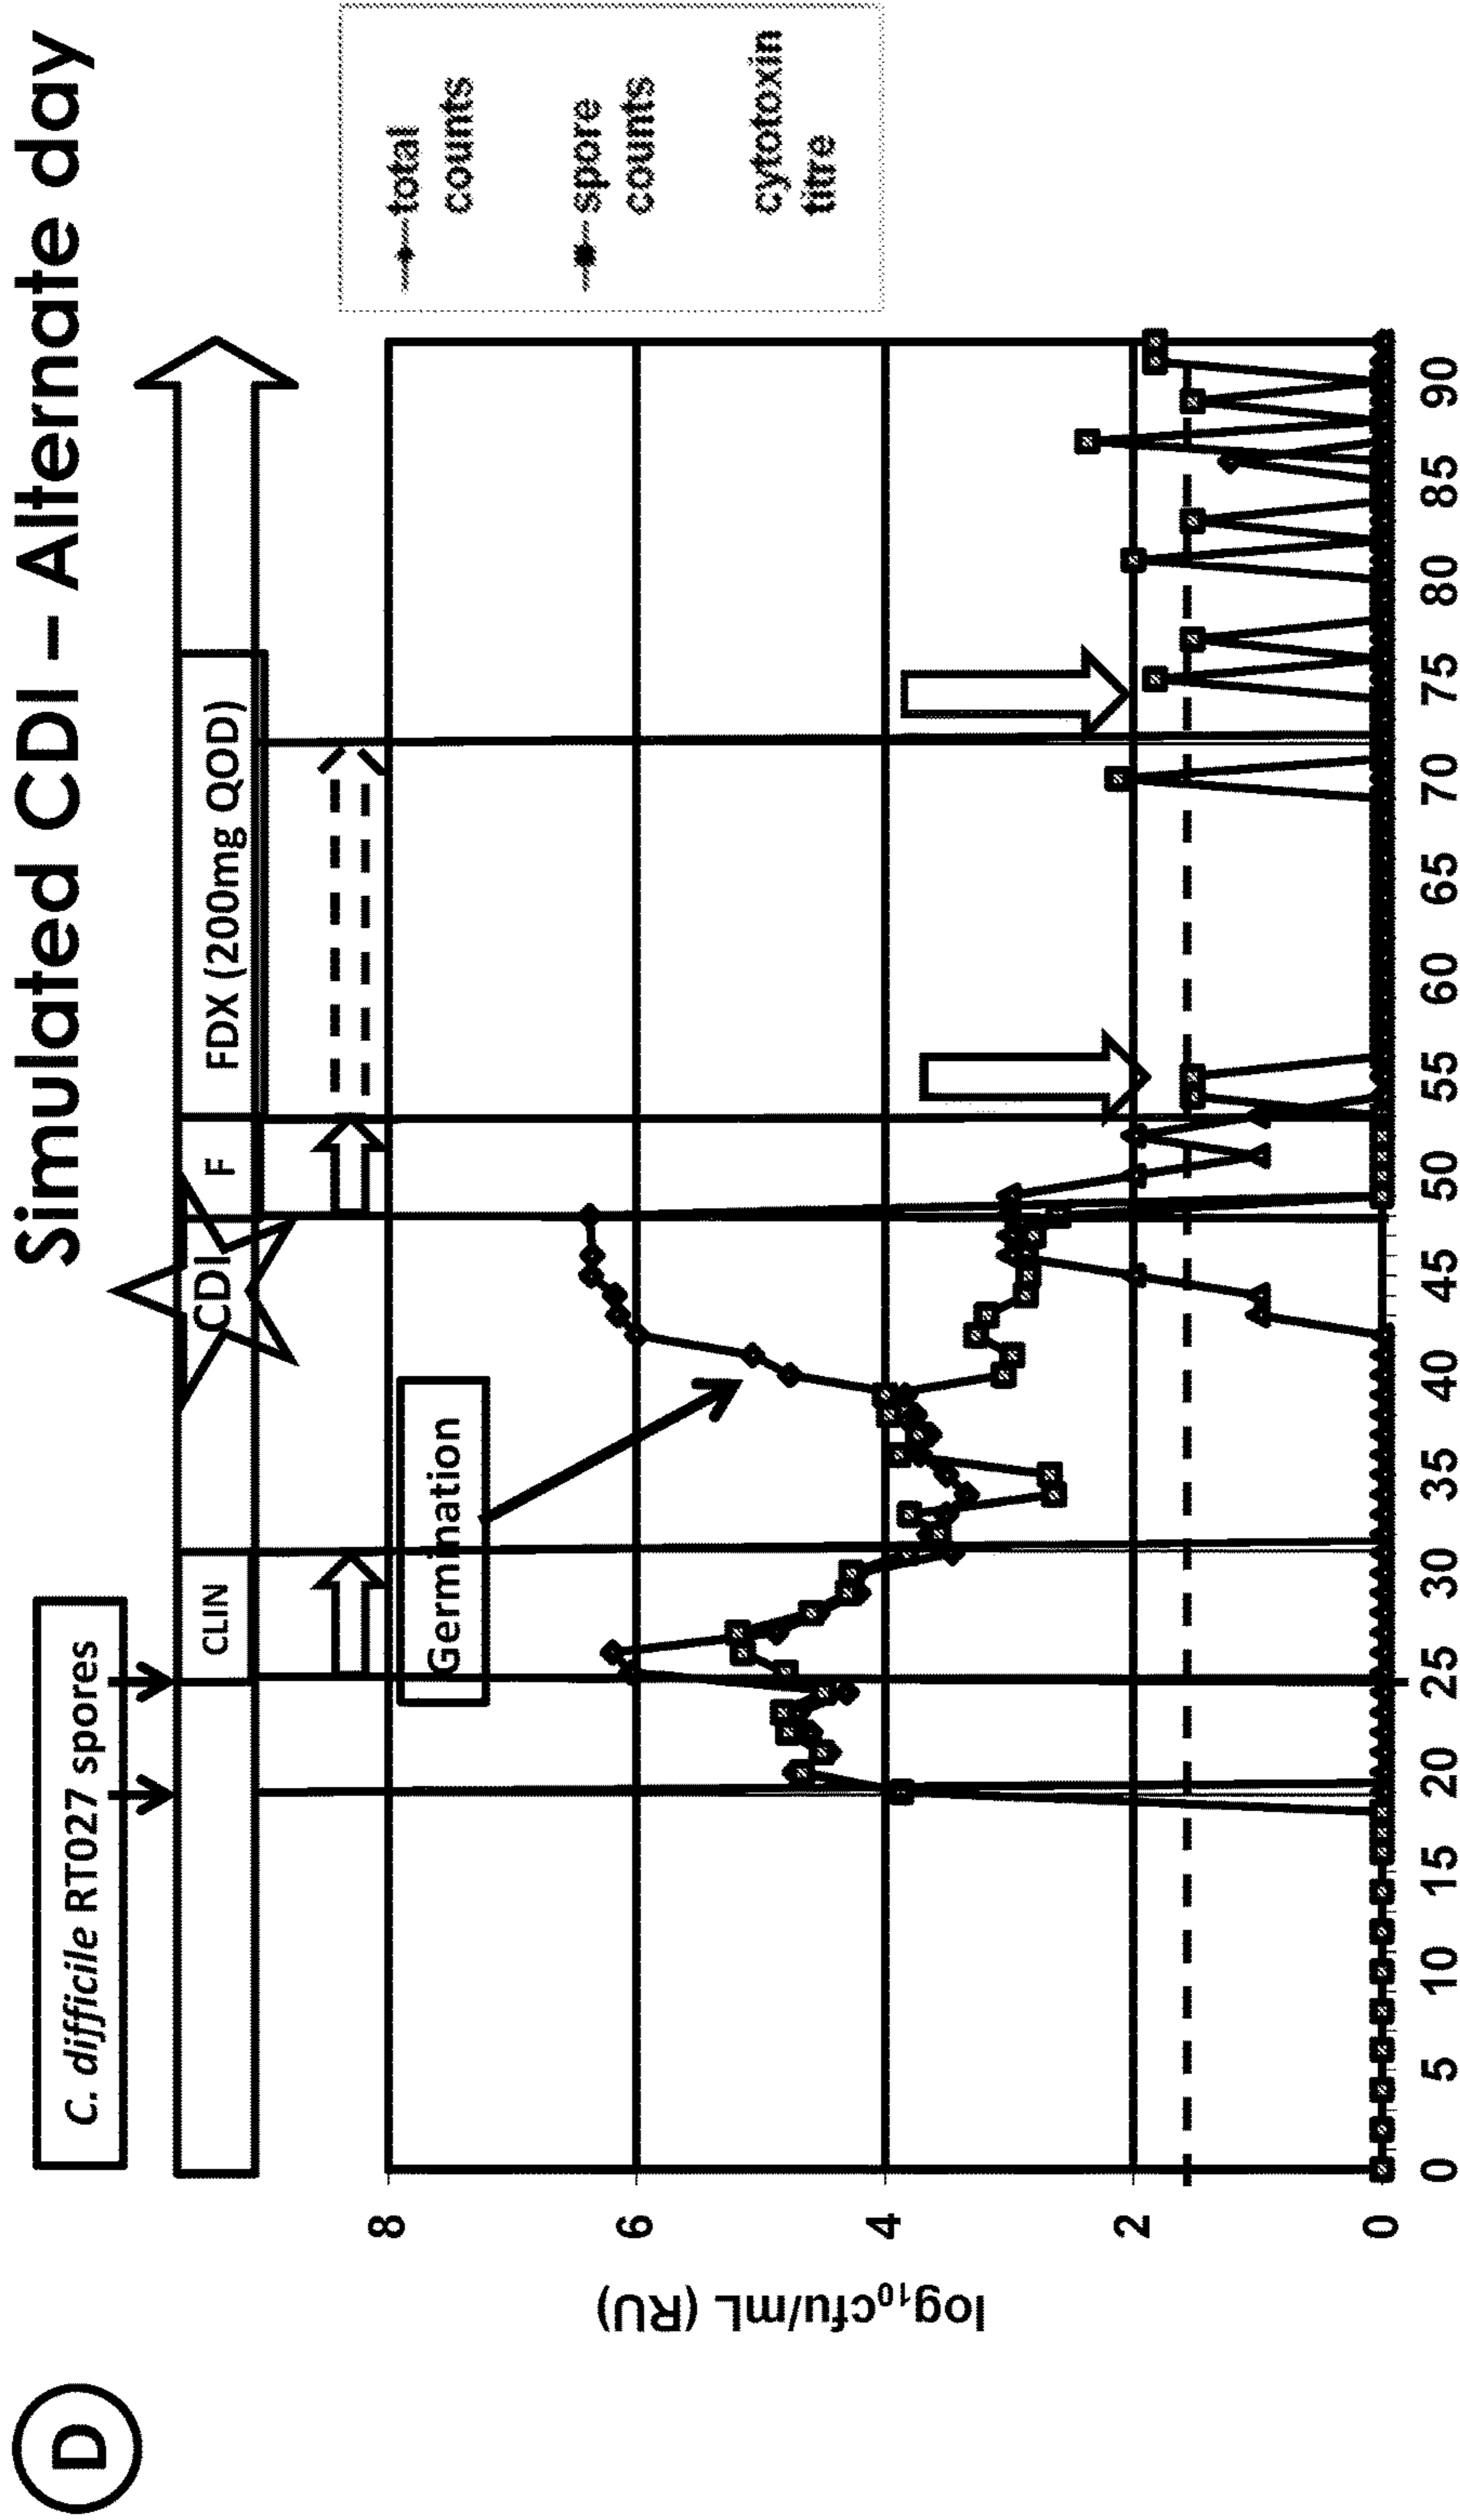 D
Simulated CDI – Alternate day
C. difficile RT027 spores
CLIN
CDI
F
FDX (200mg QOD)
Germination
total
counts
spore
counts
cytotoxin
titre
log₁₀cfu/mL (RU)
8
6
4
2
0
0 5 10 15 20 25 30 35 40 45 50 55 60 65 70 75 80 85 90